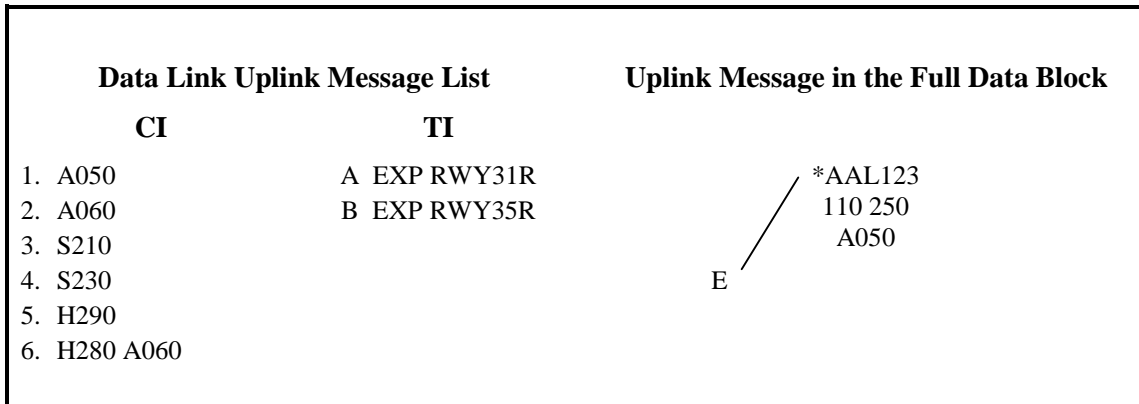 Data Link Uplink Message List
CI TI
1. A050 A EXP RWY31R
2. A060 B EXP RWY35R
3. S210
4. S230
5. H290
6. H280 A060
Uplink Message in the Full Data Block
*AAL123
110 250
A050
E